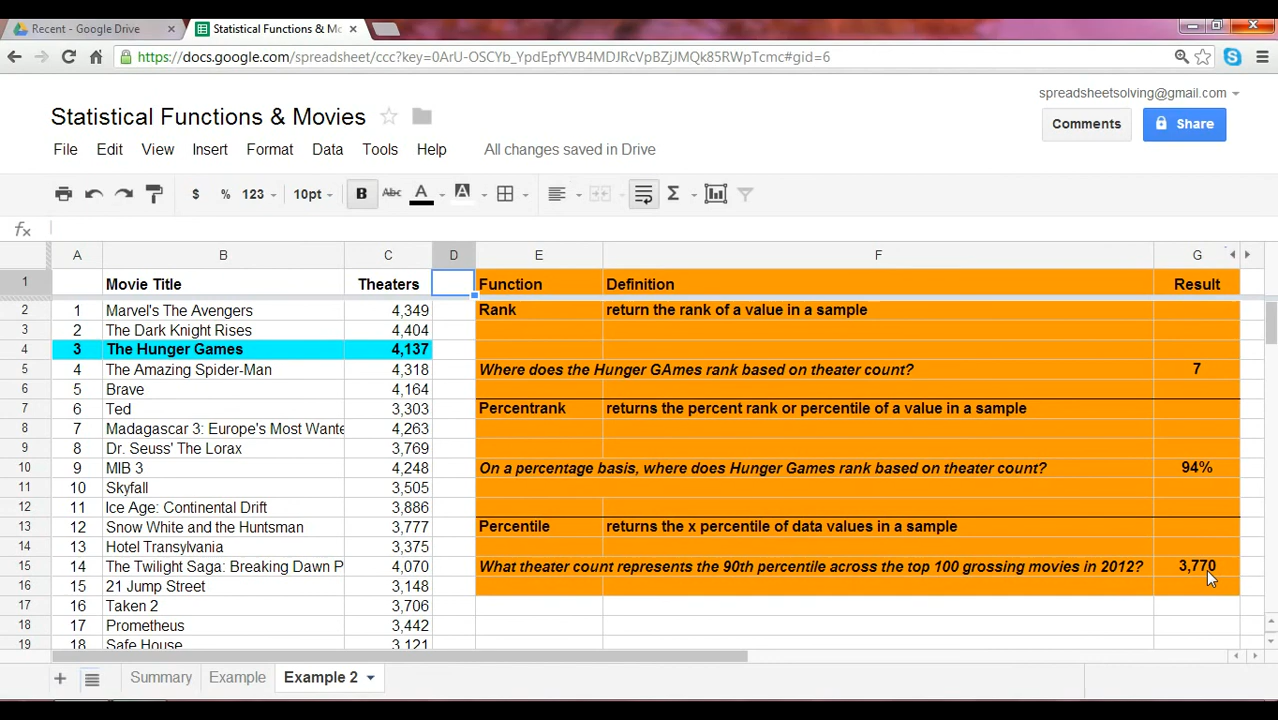 Recent - Google Drive
Statistical Functions & Mo
https://docs.google.com/spreadsheet/ccc?key=0ArU-OSCYb_YpdEpfYVB4MDJRcVpBZjJMQk85RWpTcmc#gid=6
spreadsheetsolving@gmail.com
Statistical Functions & Movies
Comments
Share
File Edit View Insert Format Data Tools Help All changes saved in Drive
$ % 123 10pt B Abc A A Σ
fx
A B C D E F G
1 Movie Title Theaters Function Definition Result
2 1 Marvel's The Avengers 4,349 Rank return the rank of a value in a sample
3 2 The Dark Knight Rises 4,404
4 3 The Hunger Games 4,137
5 4 The Amazing Spider-Man 4,318 Where does the Hunger GAmes rank based on theater count? 7
6 5 Brave 4,164
7 6 Ted 3,303 Percentrank returns the percent rank or percentile of a value in a sample
8 7 Madagascar 3: Europe's Most Wante 4,263
9 8 Dr. Seuss' The Lorax 3,769
10 9 MIB 3 4,248 On a percentage basis, where does Hunger Games rank based on theater count? 94%
11 10 Skyfall 3,505
12 11 Ice Age: Continental Drift 3,886
13 12 Snow White and the Huntsman 3,777 Percentile returns the x percentile of data values in a sample
14 13 Hotel Transylvania 3,375
15 14 The Twilight Saga: Breaking Dawn P 4,070 What theater count represents the 90th percentile across the top 100 grossing movies in 2012? 3,770
16 15 21 Jump Street 3,148
17 16 Taken 2 3,706
18 17 Prometheus 3,442
19 18 Safe House 3,121
Summary Example Example 2